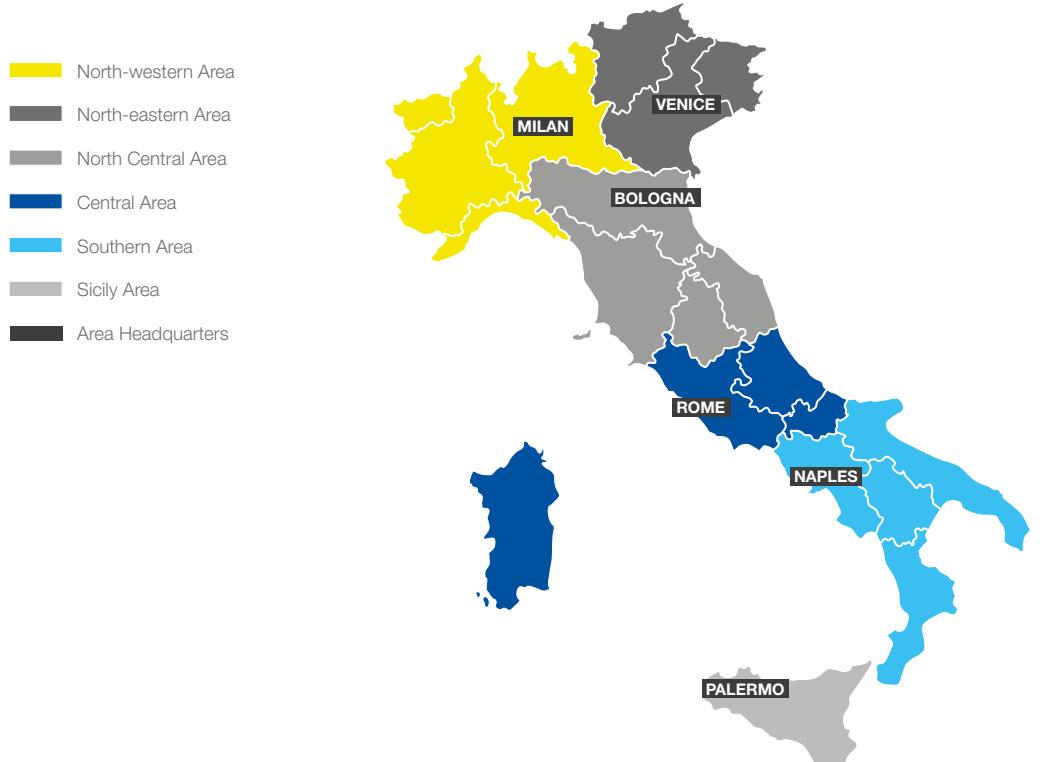 North-western Area
North-eastern Area
North Central Area
Central Area
Southern Area
Sicily Area
Area Headquarters
VENICE
MILAN
BOLOGNA
ROME
NAPLES
PALERMO